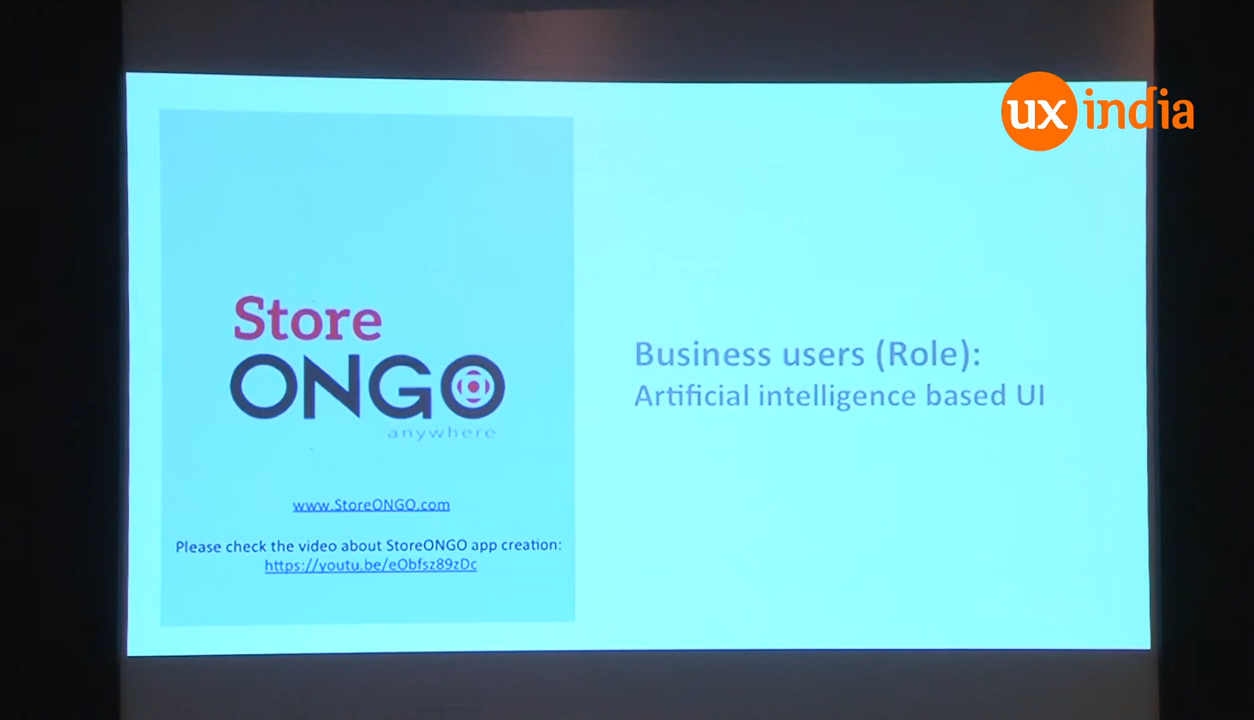 ux india
Store
ONGO
anywhere
www.StoreONGO.com
Please check the video about StoreONGO app creation:
https://youtu.be/eObfsz89zDc
Business users (Role):
Artificial intelligence based UI